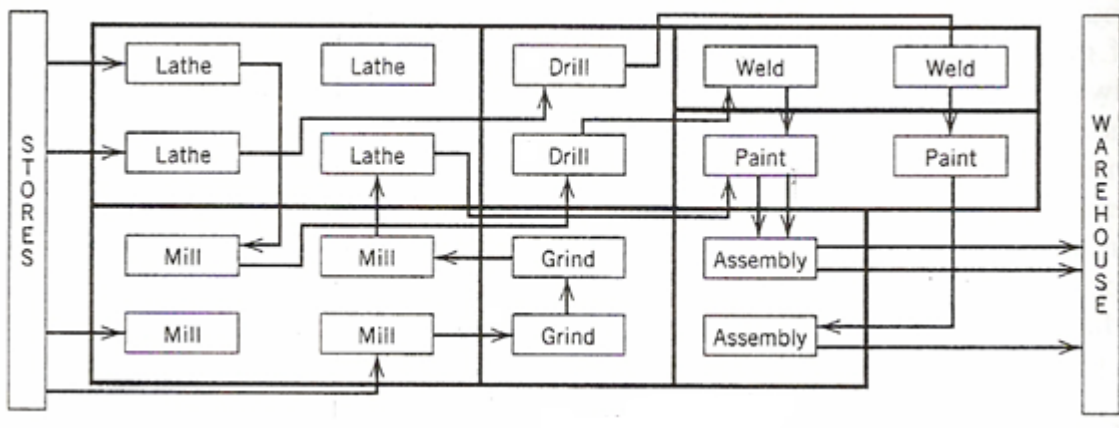 STORES
Lathe
Lathe
Drill
Weld
Weld
Lathe
Lathe
Drill
Paint
Paint
Mill
Mill
Grind
Assembly
Mill
Mill
Grind
Assembly
WAREHOUSE